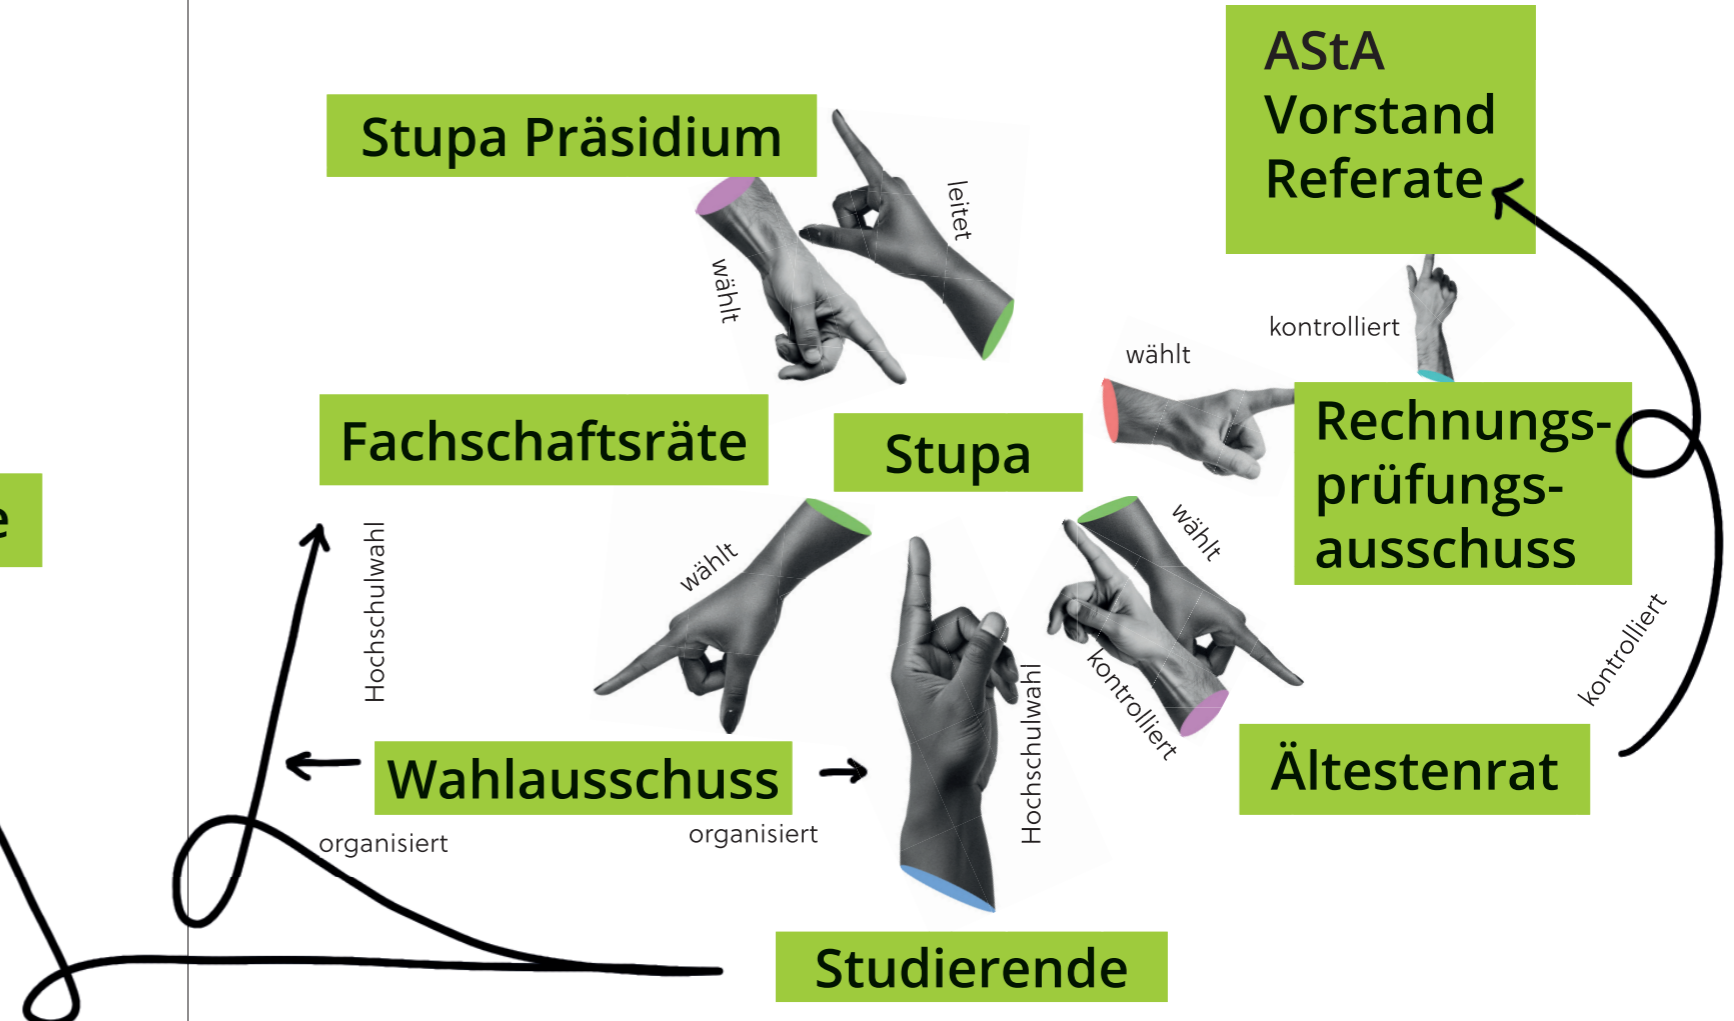 AStA
Vorstand
Referate
Stupa Präsidium
leitet
wählt
kontrolliert
wählt
Fachschaftsräte
Stupa
Rechnungs-
prüfungs-
ausschuss
e
Hochschulwahl
wählt
wählt
kontrolliert
kontrolliert
Hochschulwahl
Wahlausschuss
Ältestenrat
organisiert
organisiert
Studierende